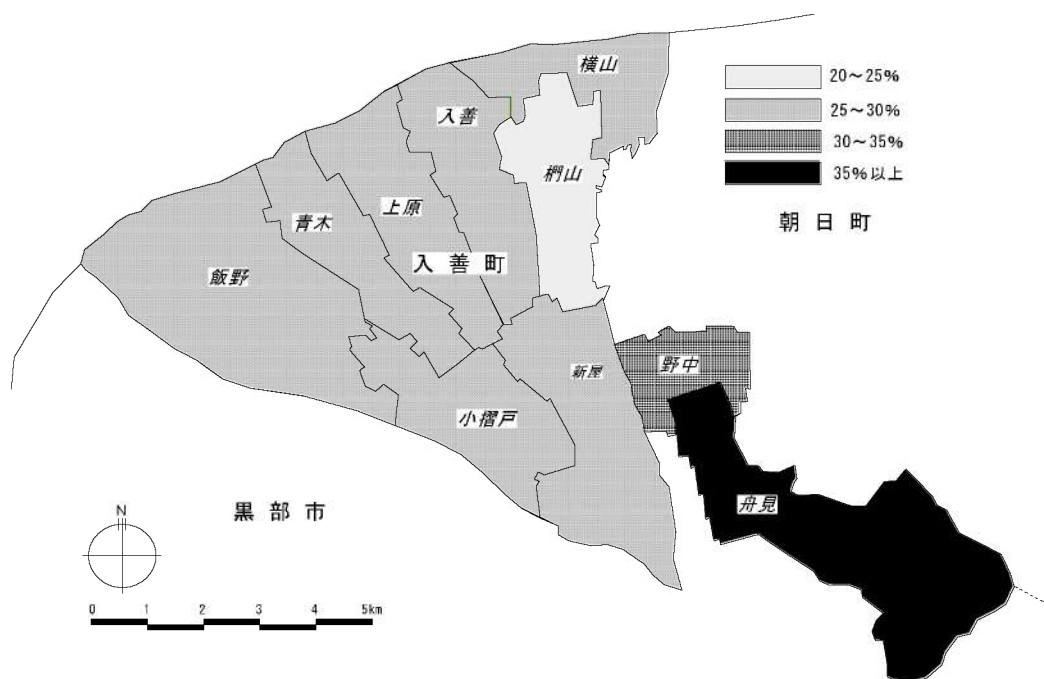 横山
20～25%
25～30%
30～35%
35%以上
入善
椚山
朝日町
上原
青木
入善町
飯野
野中
新屋
小摺戸
舟見
黒部市
N
0 1 2 3 4 5km